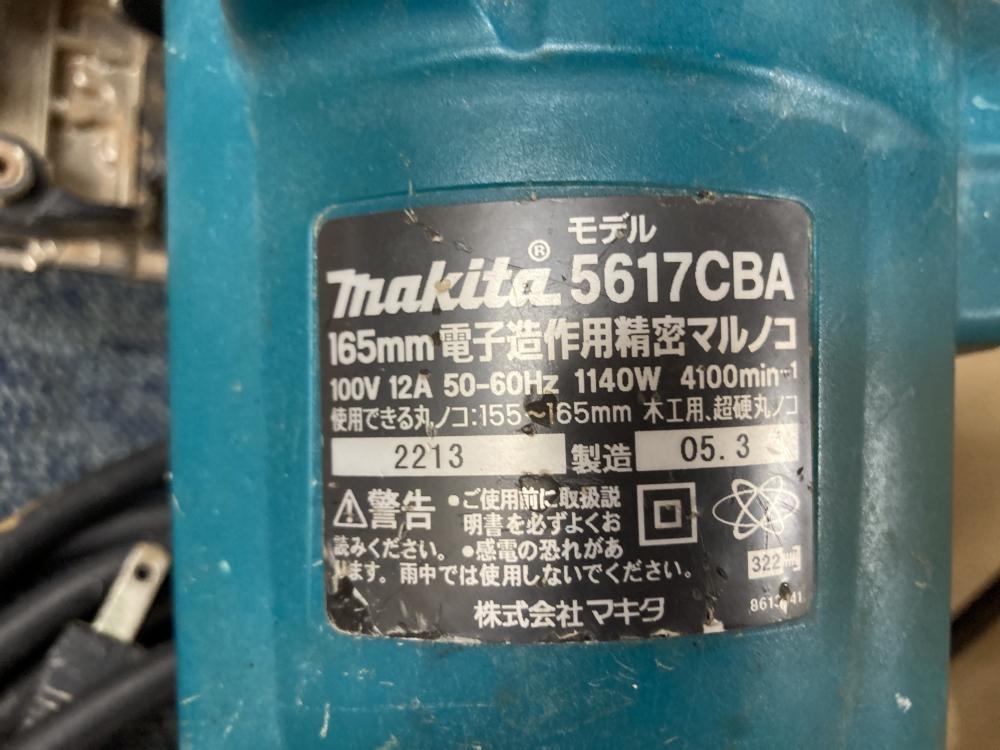 モデル
makita® 5617CBA
165mm 電子造作用精密マルノコ
100V 12A 50-60Hz 1140W 4100min⁻¹
使用できる丸ノコ:155~165mm 木工用、超硬丸ノコ
2213 製造 05.3
⚠警告 •ご使用前に取扱説
明書を必ずよくお
読みください。 •感電の恐れがあ
ります。雨中では使用しないでください。
322
株式会社 マキタ